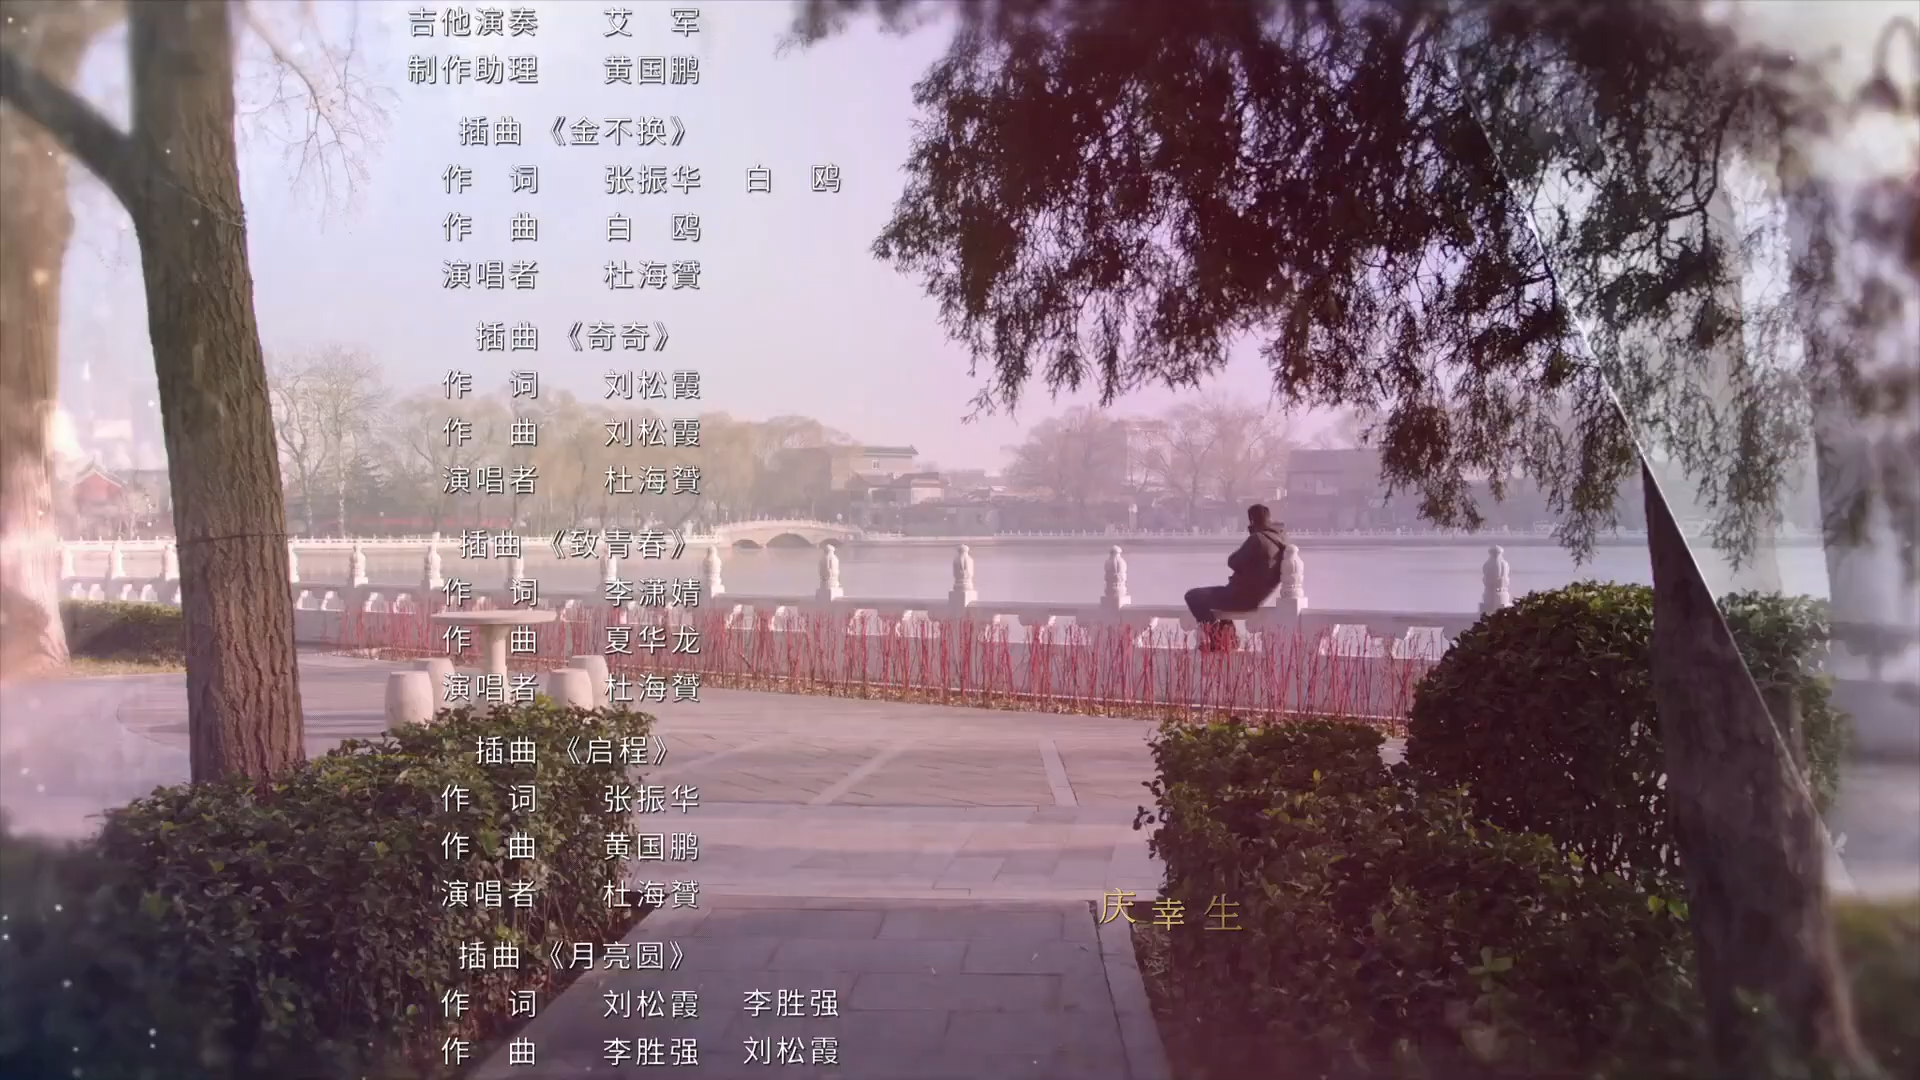 吉他演奏 艾 军
制作助理 黄国鹏
插曲 《金不换》
作 词 张振华 白 鸥
作 曲 白 鸥
演唱者 杜海赟
插曲 《奇奇》
作 词 刘松霞
作 曲 刘松霞
演唱者 杜海赟
插曲 《致青春》
作 词 李潇婧
作 曲 夏华龙
演唱者 杜海赟
插曲 《启程》
作 词 张振华
作 曲 黄国鹏
演唱者 杜海赟
庆幸生
插曲 《月亮圆》
作 词 刘松霞 李胜强
作 曲 李胜强 刘松霞